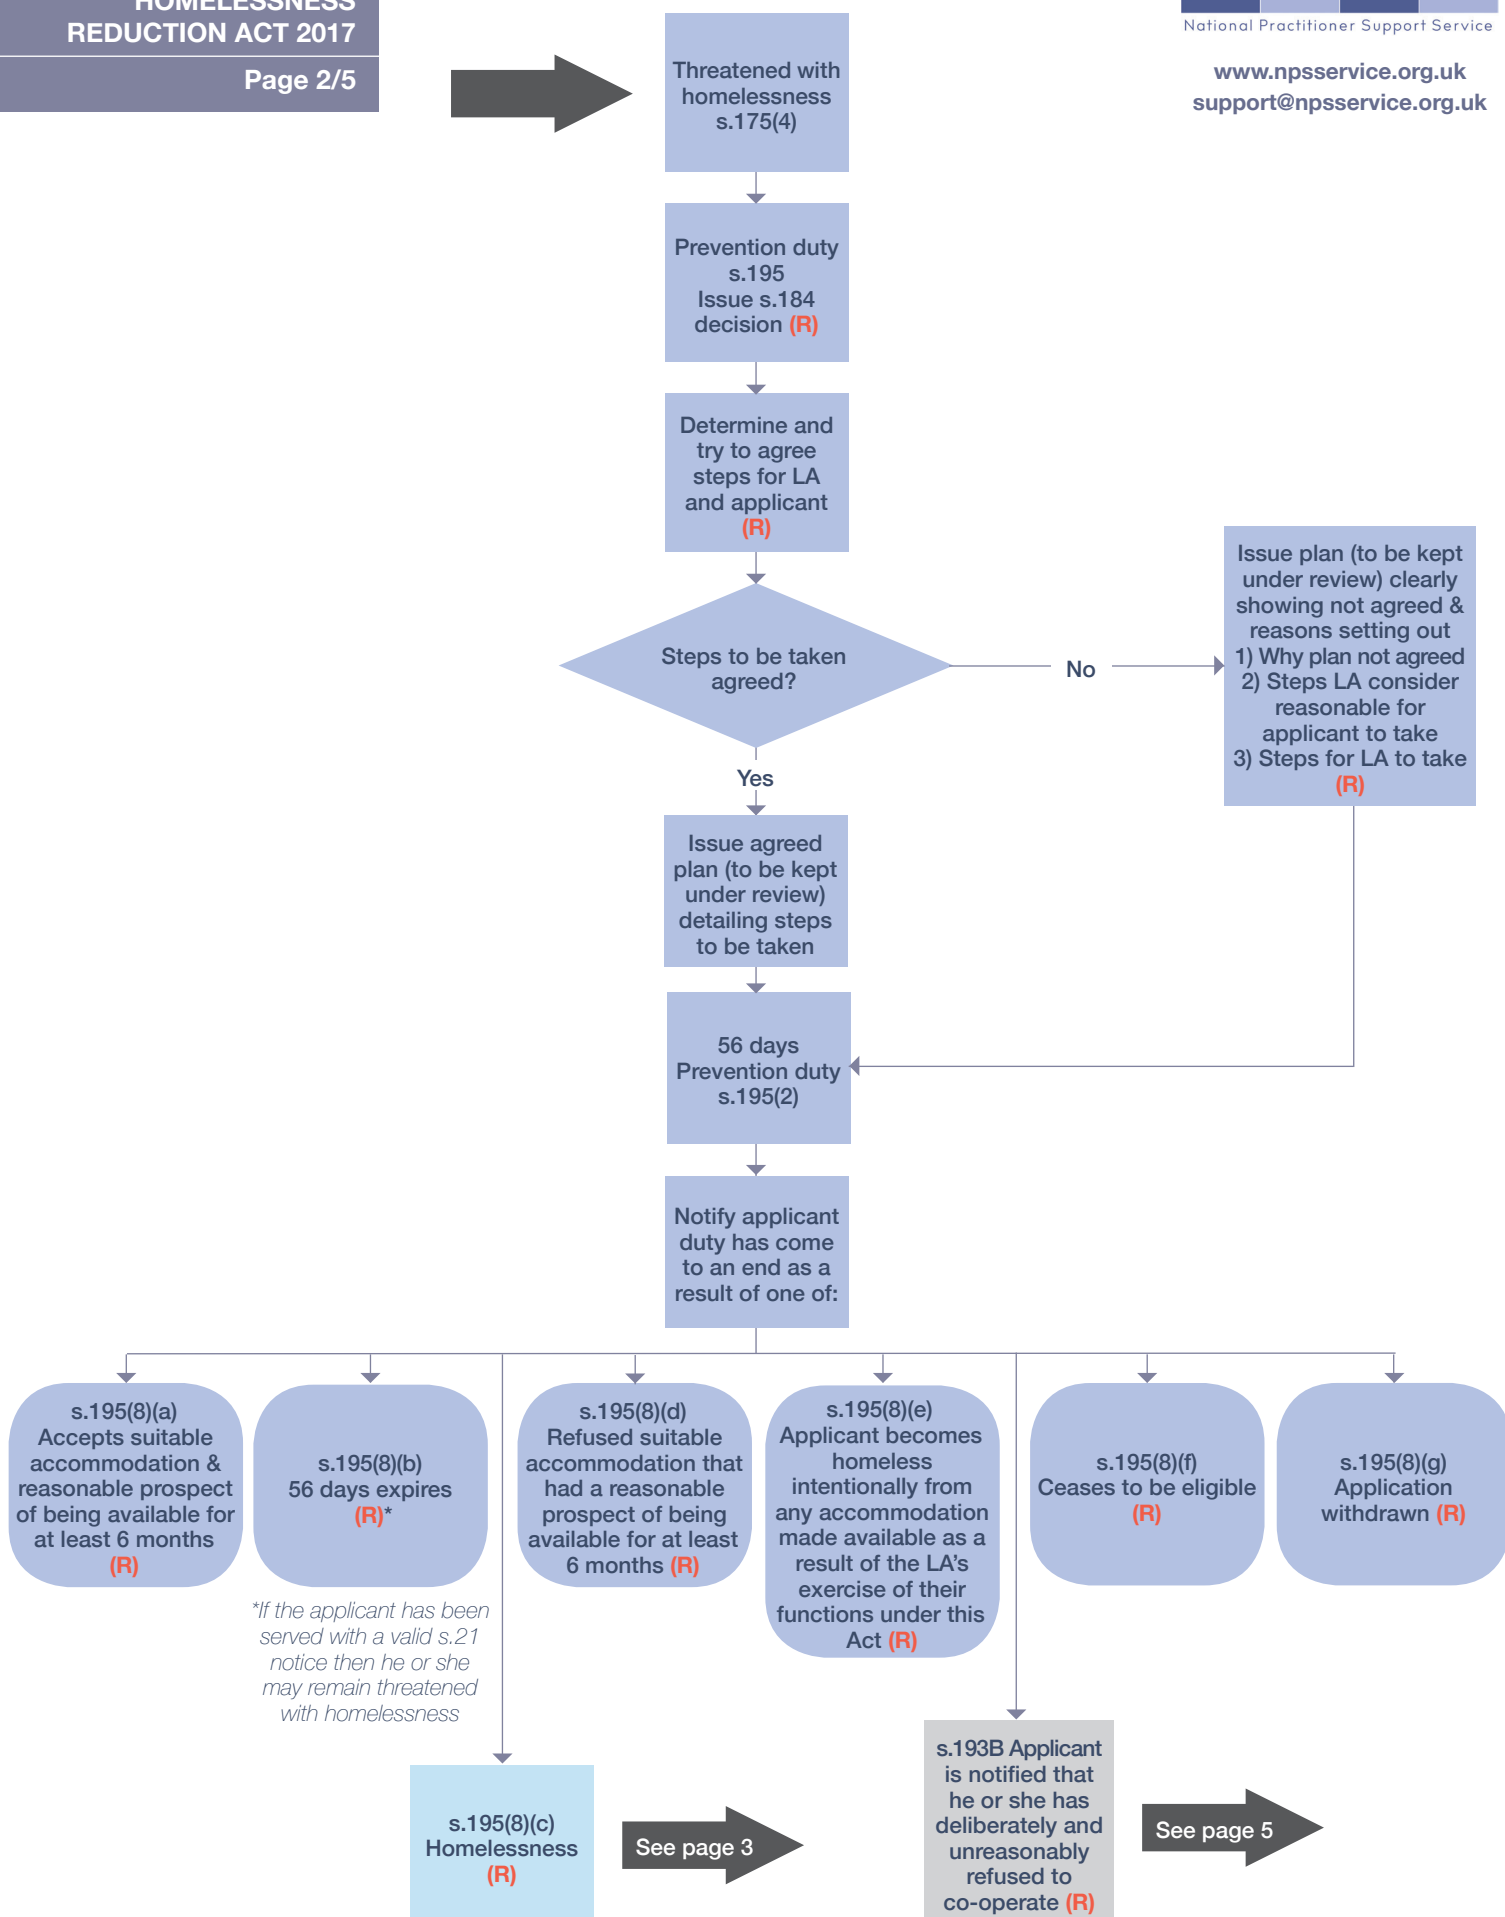 HOMELESSNESS
REDUCTION ACT 2017
Page 2/5
National Practitioner Support Service
www.npsservice.org.uk
support@npsservice.org.uk
Threatened with
homelessness
s.175(4)
Prevention duty
s.195
Issue s.184
decision (R)
Determine and
try to agree
steps for LA
and applicant
(R)
Steps to be taken
agreed?
No
Issue plan (to be kept
under review) clearly
showing not agreed &
reasons setting out
1) Why plan not agreed
2) Steps LA consider
reasonable for
applicant to take
3) Steps for LA to take
(R)
Yes
Issue agreed
plan (to be kept
under review)
detailing steps
to be taken
56 days
Prevention duty
s.195(2)
Notify applicant
duty has come
to an end as a
result of one of:
s.195(8)(a)
Accepts suitable
accommodation &
reasonable prospect
of being available for
at least 6 months
(R)
s.195(8)(b)
56 days expires
(R)*
*If the applicant has been
served with a valid s.21
notice then he or she
may remain threatened
with homelessness
s.195(8)(d)
Refused suitable
accommodation that
had a reasonable
prospect of being
available for at least
6 months (R)
s.195(8)(e)
Applicant becomes
homeless
intentionally from
any accommodation
made available as a
result of the LA's
exercise of their
functions under this
Act (R)
s.195(8)(f)
Ceases to be eligible
(R)
s.195(8)(g)
Application
withdrawn (R)
s.195(8)(c)
Homelessness
(R)
See page 3
s.193B Applicant
is notified that
he or she has
deliberately and
unreasonably
refused to
co-operate (R)
See page 5